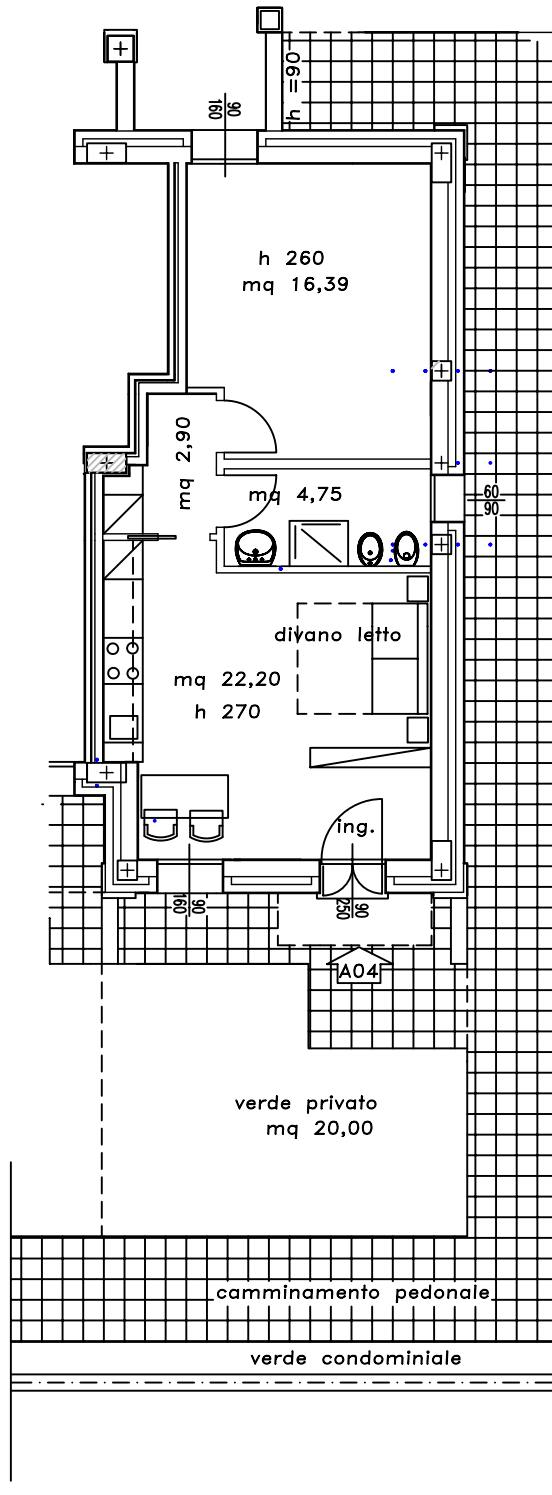 h =90
90
160
h 260
mq 16,39
mq 2,90
mq 4,75
60
90
divano letto
mq 22,20
h 270
ing.
90
160
90
250
A04
verde privato
mq 20,00
camminamento pedonale
verde condominiale